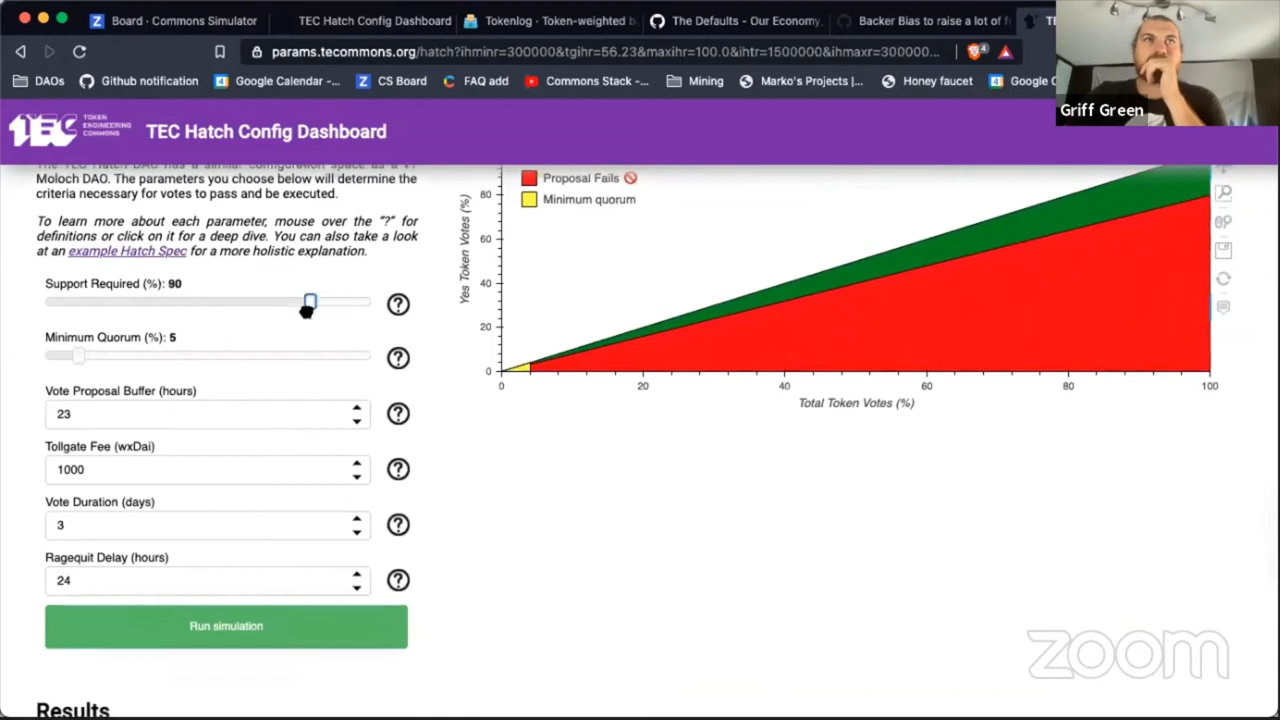 Board · Commons Simulator
TEC Hatch Config Dashboard
Tokenlog · Token-weighted b
The Defaults - Our Economy,
Backer Bias to raise a lot of f
TE
params.tecommons.org/hatch?ihminr=300000&tgihr=56.23&maxihr=100.0&ihtr=1500000&ihmaxr=300000...
4
DAOs
Github notification
Google Calendar -...
CS Board
FAQ add
Commons Stack -...
Mining
Marko's Projects |...
Honey faucet
Google C
Griff Green
TEC
TOKEN
ENGINEERING
COMMONS
TEC Hatch Config Dashboard
Moloch DAO. The parameters you choose below will determine the
criteria necessary for votes to pass and be executed.
To learn more about each parameter, mouse over the "?" for
definitions or click on it for a deep dive. You can also take a look
at an example Hatch Spec for a more holistic explanation.
Support Required (%): 90
?
Minimum Quorum (%): 5
?
Vote Proposal Buffer (hours)
23
?
Tollgate Fee (wxDai)
1000
?
Vote Duration (days)
3
?
Ragequit Delay (hours)
24
?
Run simulation
Results
Proposal Fails
Minimum quorum
Yes Token Votes (%)
80
60
40
20
0
0
20
40
60
80
100
Total Token Votes (%)
zoom